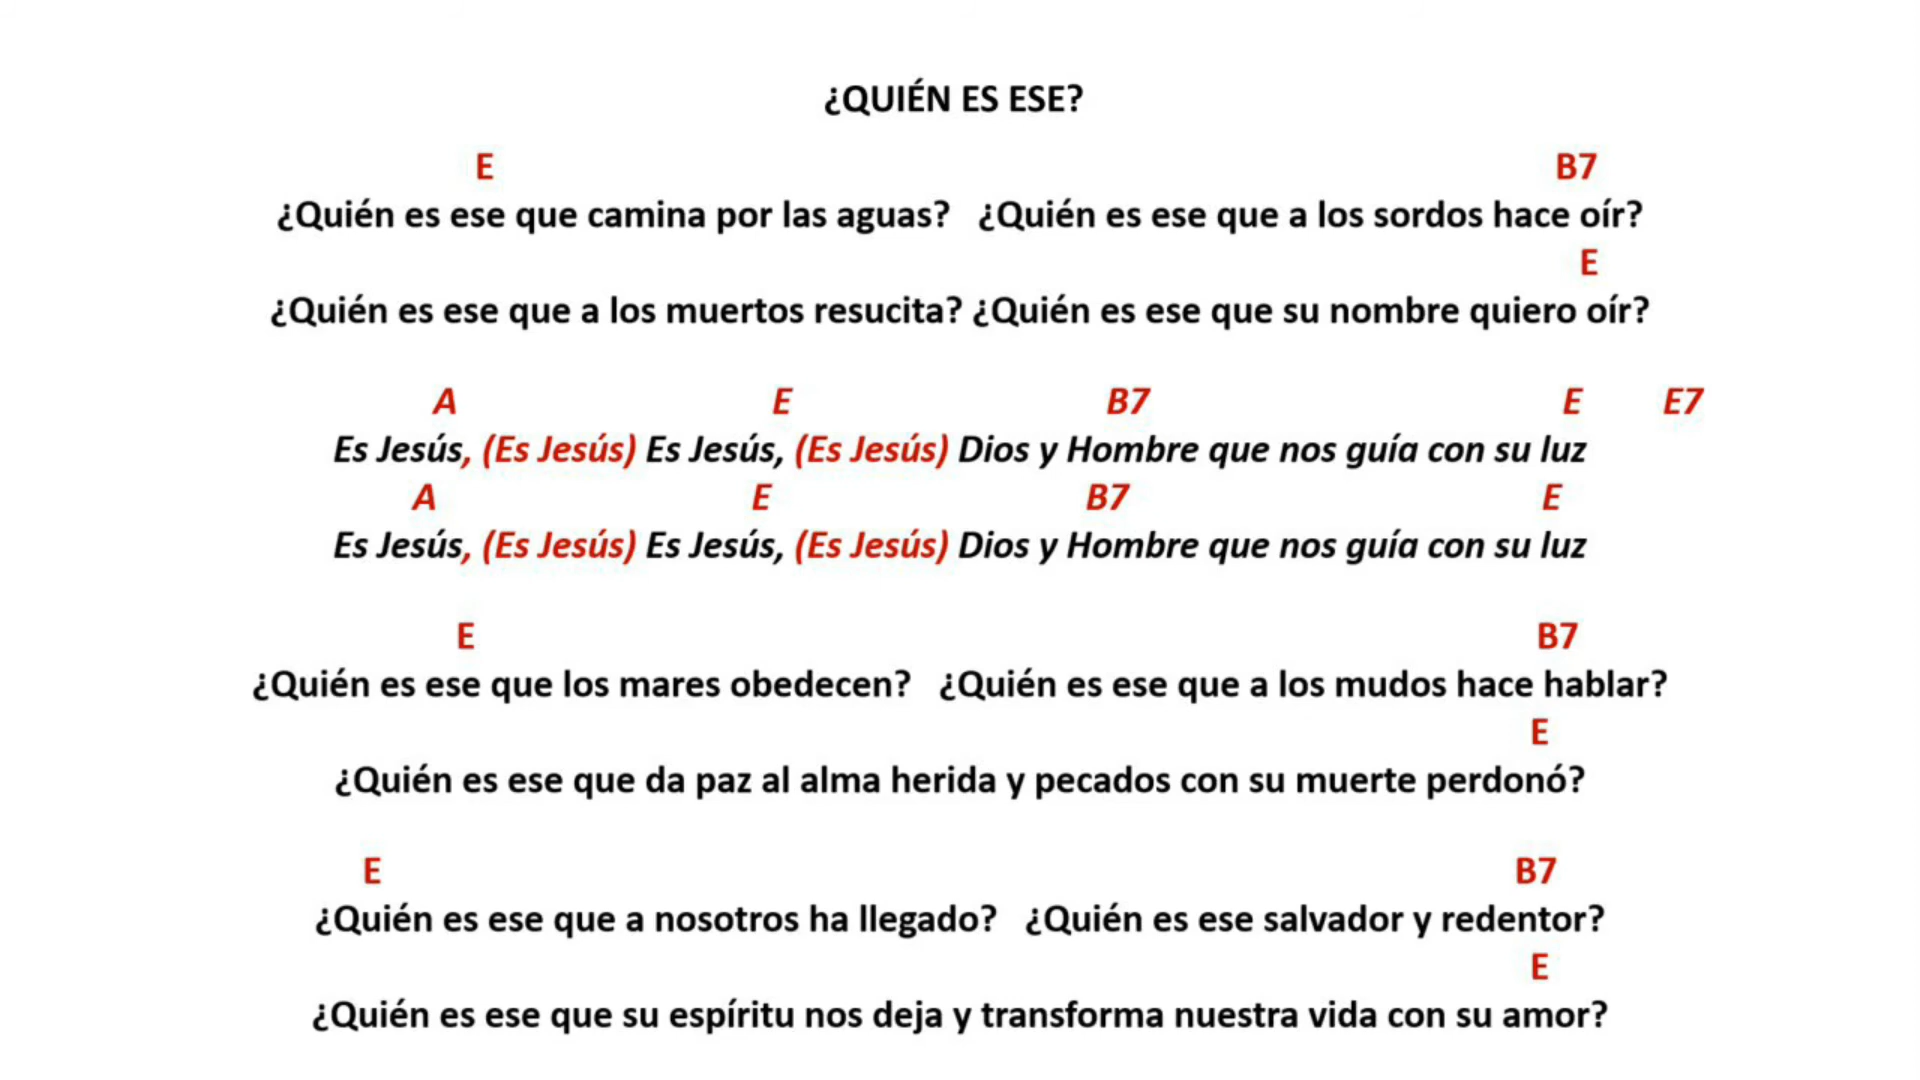 ¿QUIÉN ES ESE?
E B7
¿Quién es ese que camina por las aguas? ¿Quién es ese que a los sordos hace oír?
E
¿Quién es ese que a los muertos resucita? ¿Quién es ese que su nombre quiero oír?
A E B7 E E7
Es Jesús, (Es Jesús) Es Jesús, (Es Jesús) Dios y Hombre que nos guía con su luz
A E B7 E
Es Jesús, (Es Jesús) Es Jesús, (Es Jesús) Dios y Hombre que nos guía con su luz
E B7
¿Quién es ese que los mares obedecen? ¿Quién es ese que a los mudos hace hablar?
E
¿Quién es ese que da paz al alma herida y pecados con su muerte perdonó?
E B7
¿Quién es ese que a nosotros ha llegado? ¿Quién es ese salvador y redentor?
E
¿Quién es ese que su espíritu nos deja y transforma nuestra vida con su amor?